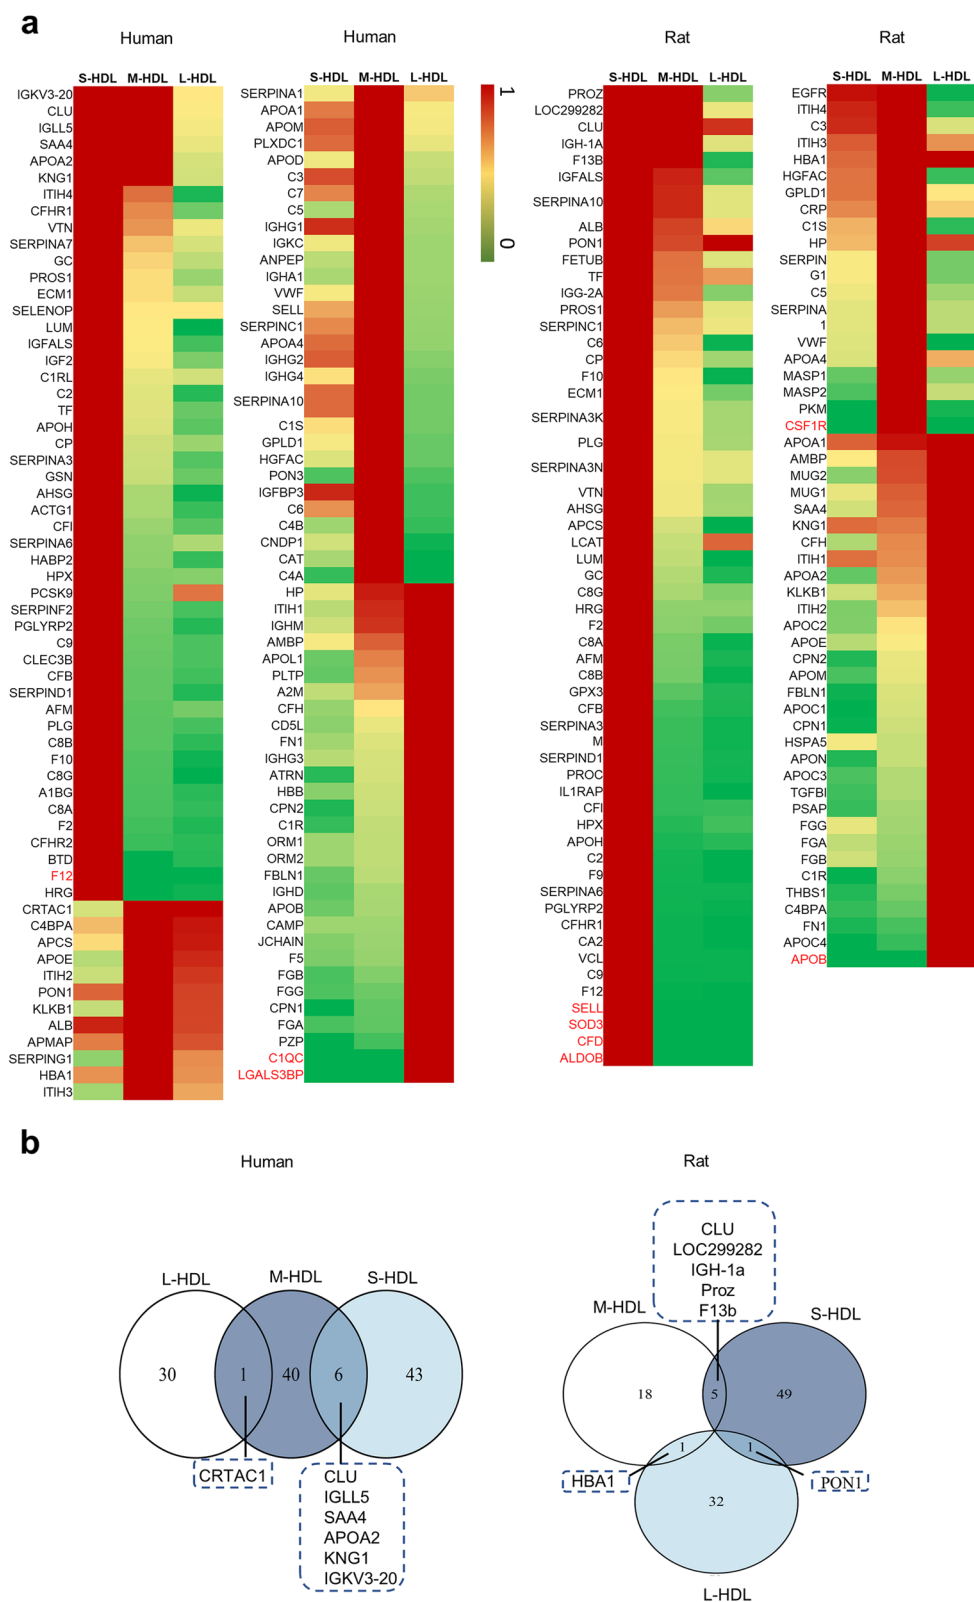 a
Human
S-HDL M-HDL L-HDL
IGKV3-20
CLU
IGLL5
SAA4
APOA2
KNG1
ITIH4
CFHR1
VTN
SERPINA7
GC
PROS1
ECM1
SELENOP
LUM
IGFALS
IGF2
C1RL
C2
TF
APOH
CP
SERPINA3
GSN
AHSG
ACTG1
CFI
SERPINA6
HABP2
HPX
PCSK9
SERPINF2
PGLYRP2
C9
CLEC3B
CFB
SERPIND1
AFM
PLG
C8B
F10
C8G
A1BG
C8A
F2
CFHR2
BTD
F12
HRG
CRTAC1
C4BPA
APCS
APOE
ITIH2
PON1
KLKB1
ALB
APMAP
SERPING1
HBA1
ITIH3
Human
S-HDL M-HDL L-HDL
SERPINA1
APOA1
APOM
PLXDC1
APOD
C3
C7
C5
IGHG1
IGKC
ANPEP
IGHA1
VWF
SELL
SERPINC1
APOA4
IGHG2
IGHG4
SERPINA10
C1S
GPLD1
HGFAC
PON3
IGFBP3
C6
C4B
CNDP1
CAT
C4A
HP
ITIH1
IGHM
AMBP
APOL1
PLTP
A2M
CFH
CD5L
FN1
IGHG3
ATRN
HBB
CPN2
C1R
ORM1
ORM2
FBLN1
IGHD
APOB
CAMP
JCHAIN
F5
FGB
FGG
CPN1
FGA
PZP
C1QC
LGALS3BP
1
0
Rat
S-HDL M-HDL L-HDL
PROZ
LOC299282
CLU
IGH-1A
F13B
IGFALS
SERPINA10
ALB
PON1
FETUB
TF
IGG-2A
PROS1
SERPINC1
C6
CP
F10
ECM1
SERPINA3K
PLG
SERPINA3N
VTN
AHSG
APCS
LCAT
LUM
GC
C8G
HRG
F2
C8A
AFM
C8B
GPX3
CFB
SERPINA3
M
SERPIND1
PROC
IL1RAP
CFI
HPX
APOH
C2
F9
SERPINA6
PGLYRP2
CFHR1
CA2
VCL
C9
F12
SELL
SOD3
CFD
ALDOB
Rat
S-HDL M-HDL L-HDL
EGFR
ITIH4
C3
ITIH3
HBA1
HGFAC
GPLD1
CRP
C1S
HP
SERPIN
G1
C5
SERPINA
1
VWF
APOA4
MASP1
MASP2
PKM
CSF1R
APOA1
AMBP
MUG2
MUG1
SAA4
KNG1
CFH
ITIH1
APOA2
KLKB1
ITIH2
APOC2
APOE
CPN2
APOM
FBLN1
APOC1
CPN1
HSPA5
APON
APOC3
TGFBI
PSAP
FGG
FGA
FGB
C1R
THBS1
C4BPA
FN1
APOC4
APOB
b
Human
L-HDL M-HDL S-HDL
30 1 40 6 43
CRTAC1
CLU
IGLL5
SAA4
APOA2
KNG1
IGKV3-20
Rat
CLU
LOC299282
IGH-1a
Proz
F13b
M-HDL S-HDL
18 5 49
1 1
HBA1 PON1
32
L-HDL